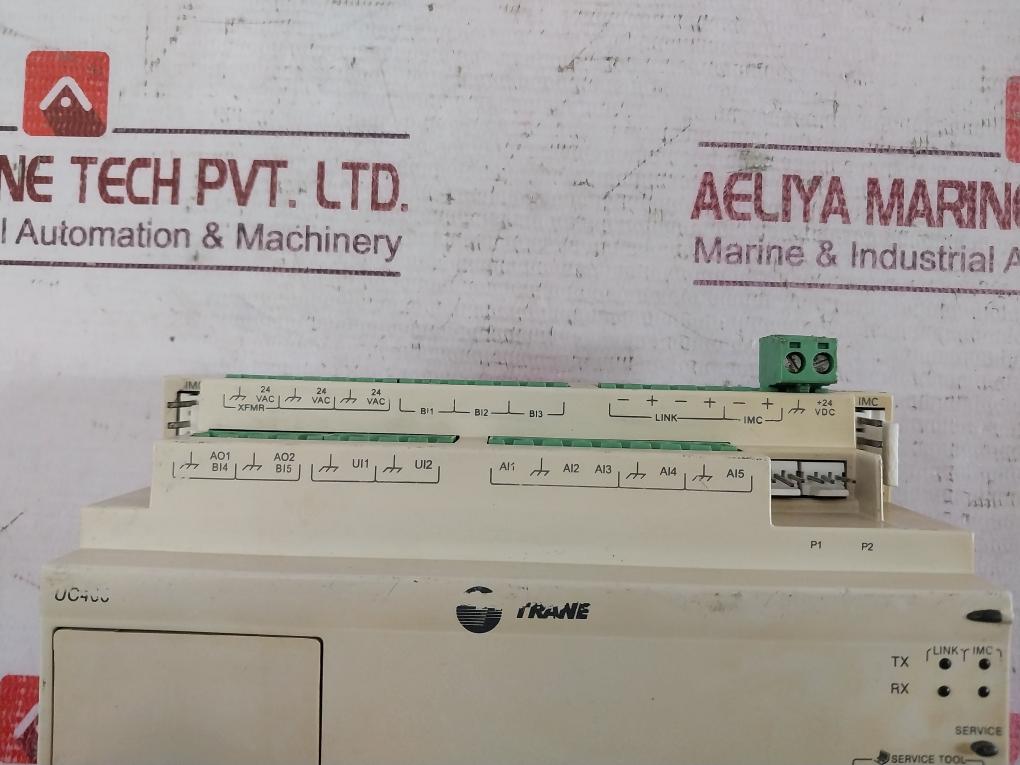 NE TECH PVT. LTD.
l Automation & Machinery
AELIYA MARINE
Marine & Industrial A
IMC
24 VAC 24 VAC 24 VAC
XFMR
BI1 BI2 BI3
− + − + − +
LINK IMC
+24 VDC
IMC
AO1 AO2
BI4 BI5
UI1 UI2
AI1 AI2 AI3 AI4 AI5
P1 P2
UC400
TRANE
LINK IMC
TX
RX
SERVICE
SERVICE TOOL